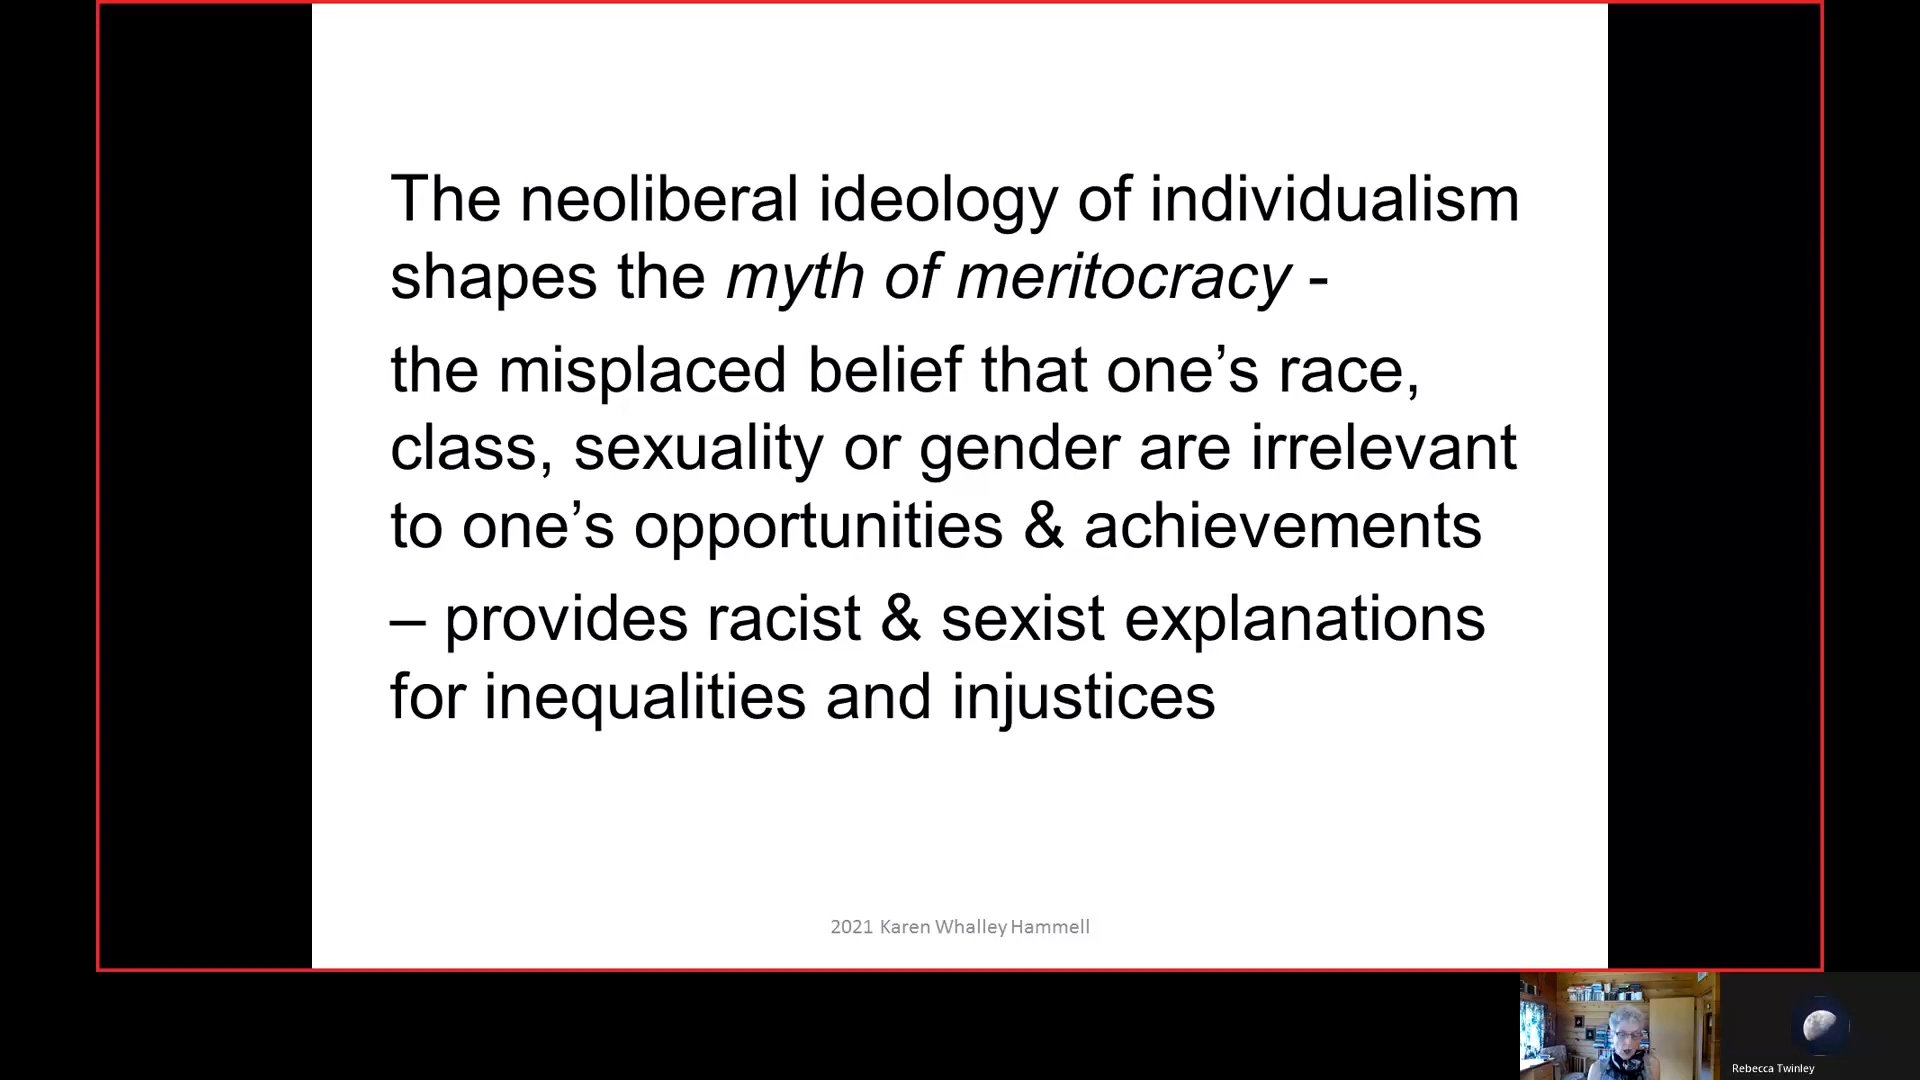 The neoliberal ideology of individualism
shapes the myth of meritocracy -
the misplaced belief that one’s race,
class, sexuality or gender are irrelevant
to one’s opportunities & achievements
– provides racist & sexist explanations
for inequalities and injustices
2021 Karen Whalley Hammell
Rebecca Twinley